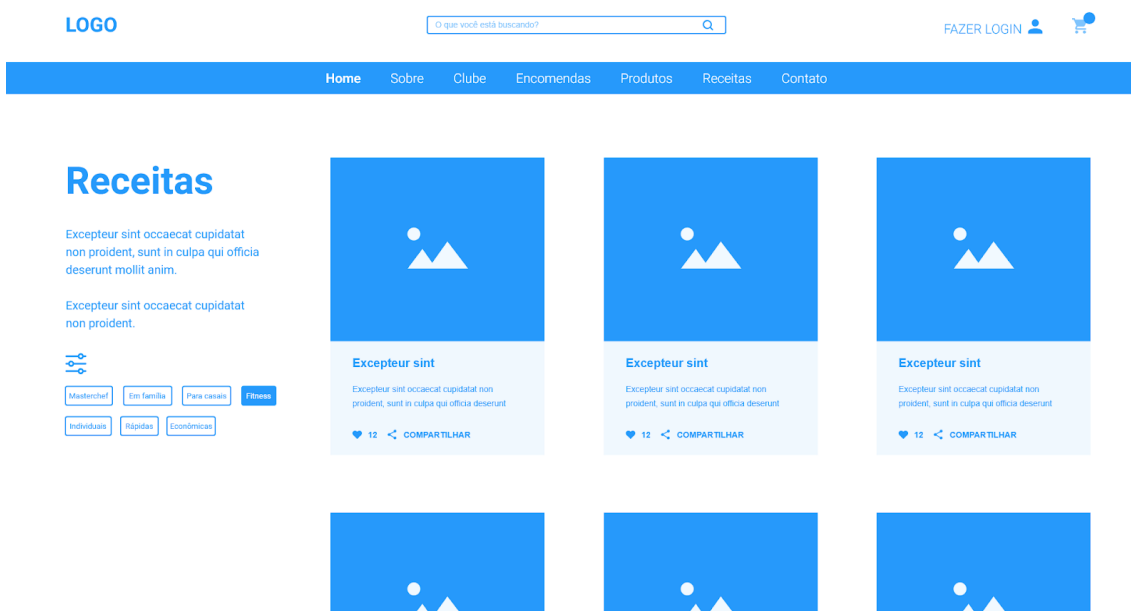 LOGO
O que você está buscando?
FAZER LOGIN
Home Sobre Clube Encomendas Produtos Receitas Contato
Receitas
Excepteur sint occaecat cupidatat
non proident, sunt in culpa qui officia
deserunt mollit anim.
Excepteur sint occaecat cupidatat
non proident.
Masterchef Em família Para casais Fitness
Individuais Rápidas Econômicas
Excepteur sint
Excepteur sint occaecat cupidatat non
proident, sunt in culpa qui officia deserunt
12 COMPARTILHAR
Excepteur sint
Excepteur sint occaecat cupidatat non
proident, sunt in culpa qui officia deserunt
12 COMPARTILHAR
Excepteur sint
Excepteur sint occaecat cupidatat non
proident, sunt in culpa qui officia deserunt
12 COMPARTILHAR